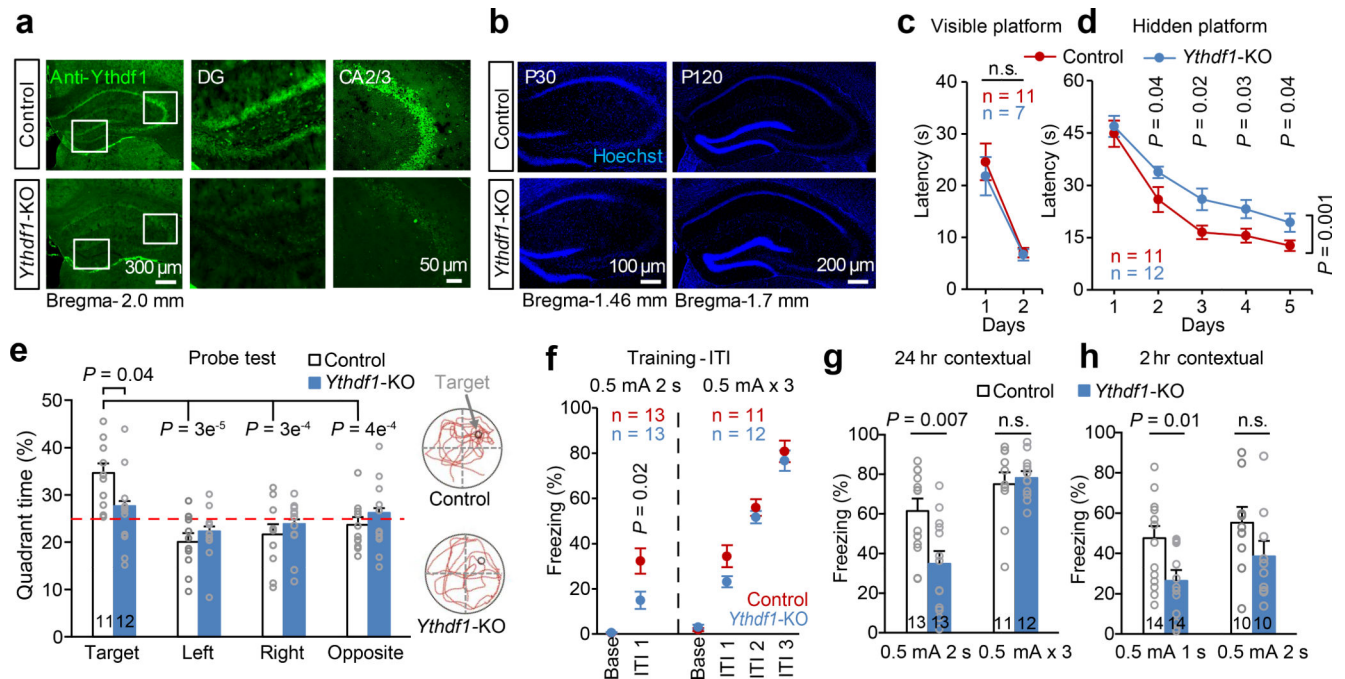 a
Control
Ythdf1-KO
Anti-Ythdf1
DG
CA2/3
300 µm
50 µm
Bregma- 2.0 mm
b
Control
Ythdf1-KO
P30
P120
Hoechst
100 µm
200 µm
Bregma-1.46 mm
Bregma-1.7 mm
c
Visible platform
n.s.
n = 11
n = 7
Latency (s)
40
30
20
10
0
1 2
Days
d
Hidden platform
Control
Ythdf1-KO
P = 0.04
P = 0.02
P = 0.03
P = 0.04
P = 0.001
n = 11
n = 12
Latency (s)
60
45
30
15
0
1 2 3 4 5
Days
e
Probe test
Control
Ythdf1-KO
P = 0.04
P = 3e-5
P = 3e-4
P = 4e-4
Quadrant time (%)
50
40
30
20
10
0
11 12
Target Left Right Opposite
Target
Control
Ythdf1-KO
f
Training - ITI
0.5 mA 2 s
0.5 mA x 3
n = 13
n = 13
n = 11
n = 12
P = 0.02
Control
Ythdf1-KO
Freezing (%)
100
80
60
40
20
0
Base
ITI 1
Base
ITI 1
ITI 2
ITI 3
g
24 hr contextual
Control
Ythdf1-KO
P = 0.007
n.s.
Freezing (%)
100
80
60
40
20
0
13 13 11 12
0.5 mA 2 s 0.5 mA x 3
h
2 hr contextual
P = 0.01
n.s.
Freezing (%)
100
80
60
40
20
0
14 14 10 10
0.5 mA 1 s 0.5 mA 2 s